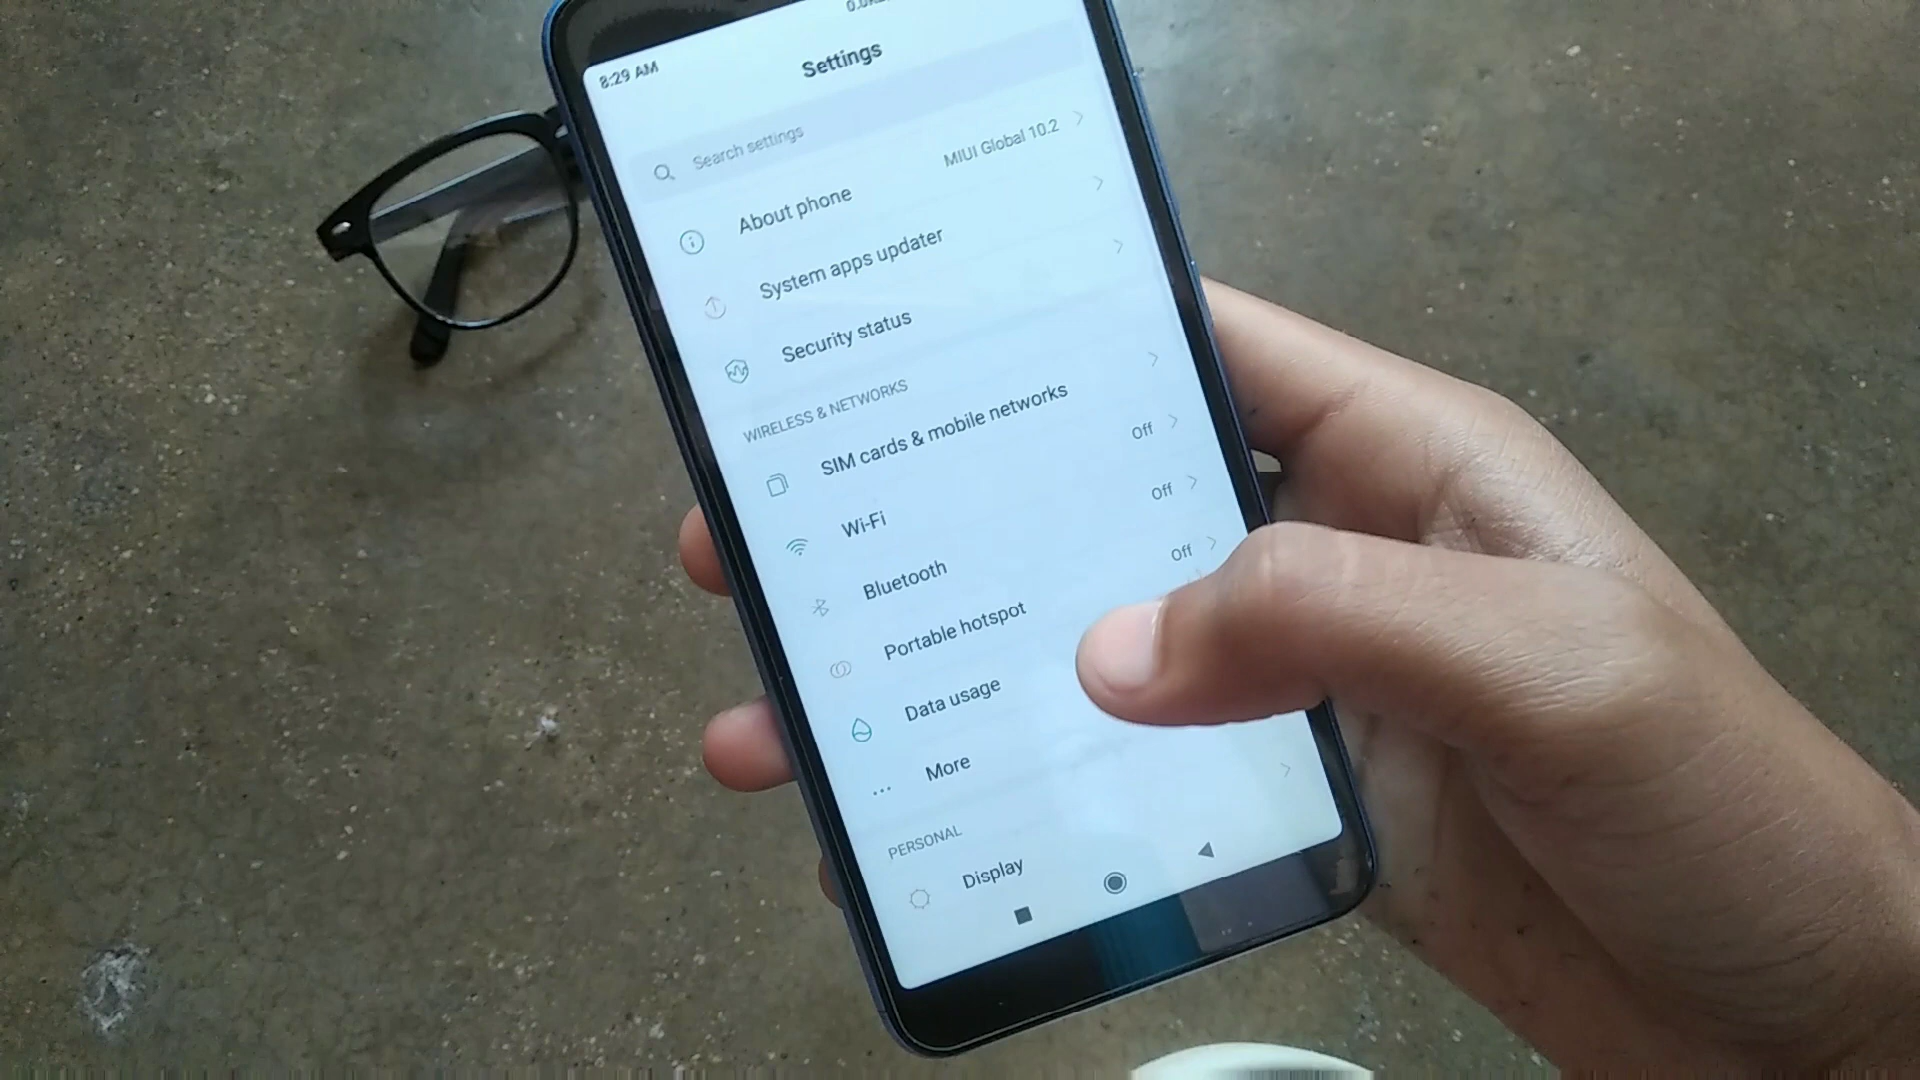 8:29 AM
Settings
Search settings
About phone
MIUI Global 10.2
System apps updater
Security status
WIRELESS & NETWORKS
SIM cards & mobile networks
Wi-Fi
Off
Bluetooth
Off
Portable hotspot
Off
Data usage
More
PERSONAL
Display